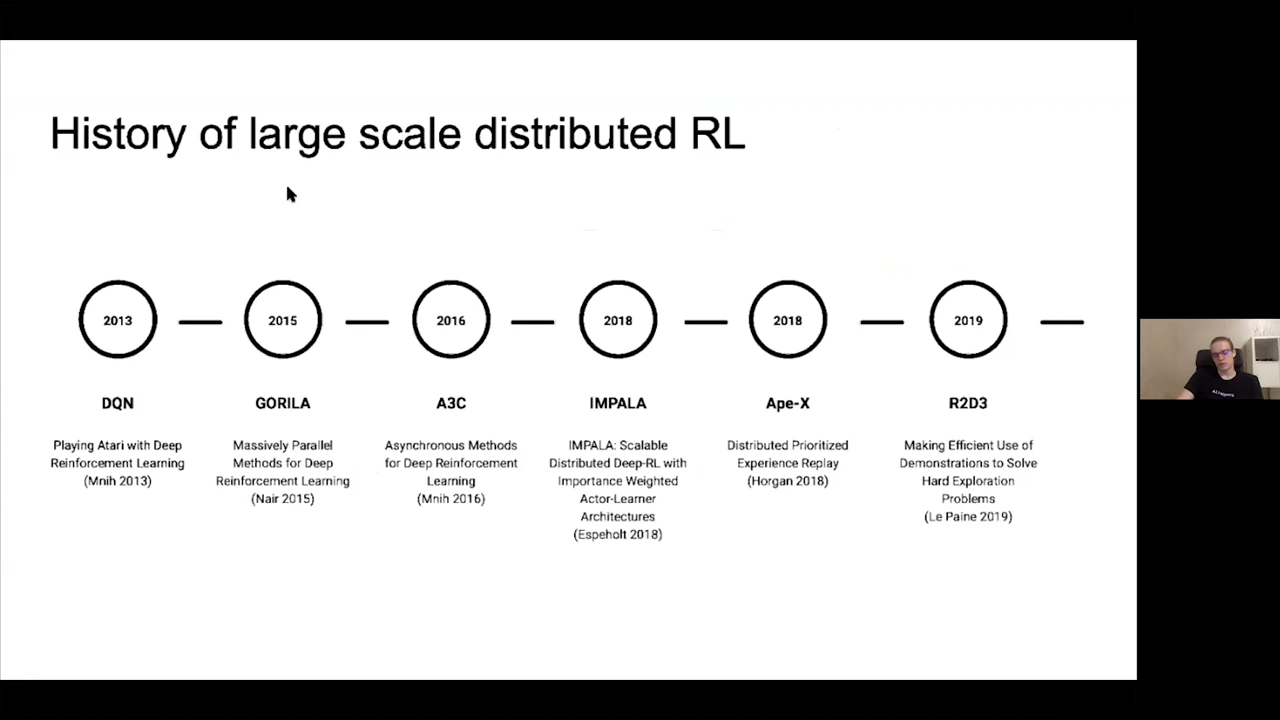 History of large scale distributed RL
2013
2015
2016
2018
2018
2019
DQN
GORILA
A3C
IMPALA
Ape-X
R2D3
Playing Atari with Deep
Reinforcement Learning
(Mnih 2013)
Massively Parallel
Methods for Deep
Reinforcement Learning
(Nair 2015)
Asynchronous Methods
for Deep Reinforcement
Learning
(Mnih 2016)
IMPALA: Scalable
Distributed Deep-RL with
Importance Weighted
Actor-Learner
Architectures
(Espeholt 2018)
Distributed Prioritized
Experience Replay
(Horgan 2018)
Making Efficient Use of
Demonstrations to Solve
Hard Exploration
Problems
(Le Paine 2019)